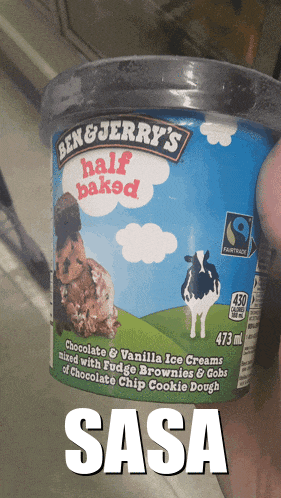 BEN & JERRY'S
half
baked
FAIRTRADE
430
CALORIES
473 ml
Chocolate & Vanilla Ice Creams
mixed with Fudge Brownies & Gobs
of Chocolate Chip Cookie Dough
SASA